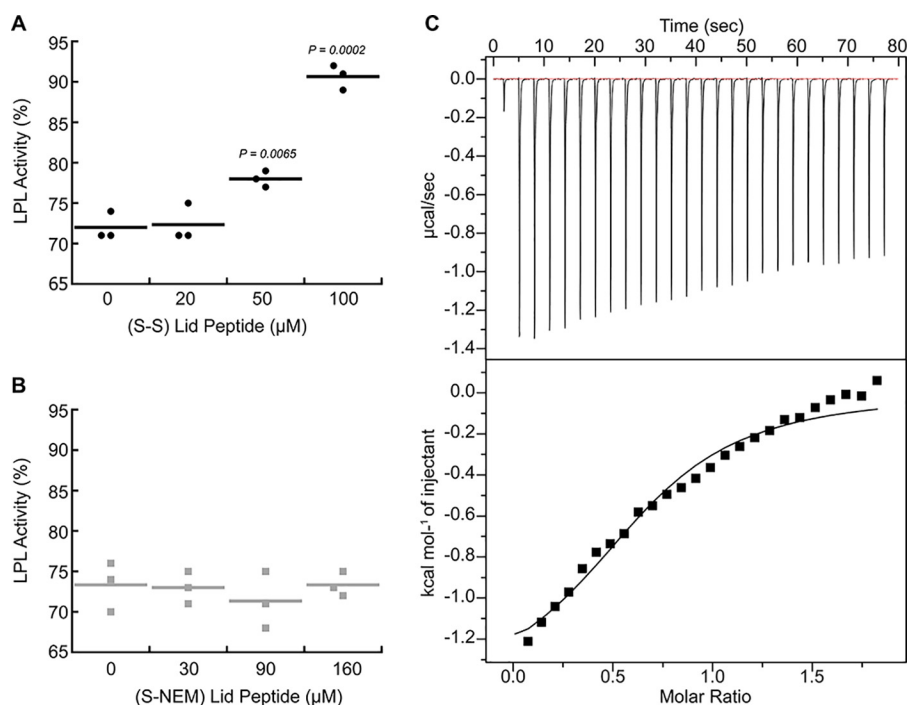 A
95
90
85
80
75
70
65
LPL Activity (%)
P = 0.0002
P = 0.0065
0 20 50 100
(S-S) Lid Peptide (µM)
B
95
90
85
80
75
70
65
LPL Activity (%)
0 30 90 160
(S-NEM) Lid Peptide (µM)
C
Time (sec)
0 10 20 30 40 50 60 70 80
0.0
-0.2
-0.4
-0.6
-0.8
-1.0
-1.2
-1.4
µcal/sec
0.0
-0.2
-0.4
-0.6
-0.8
-1.0
-1.2
kcal mol-¹ of injectant
0.0 0.5 1.0 1.5
Molar Ratio